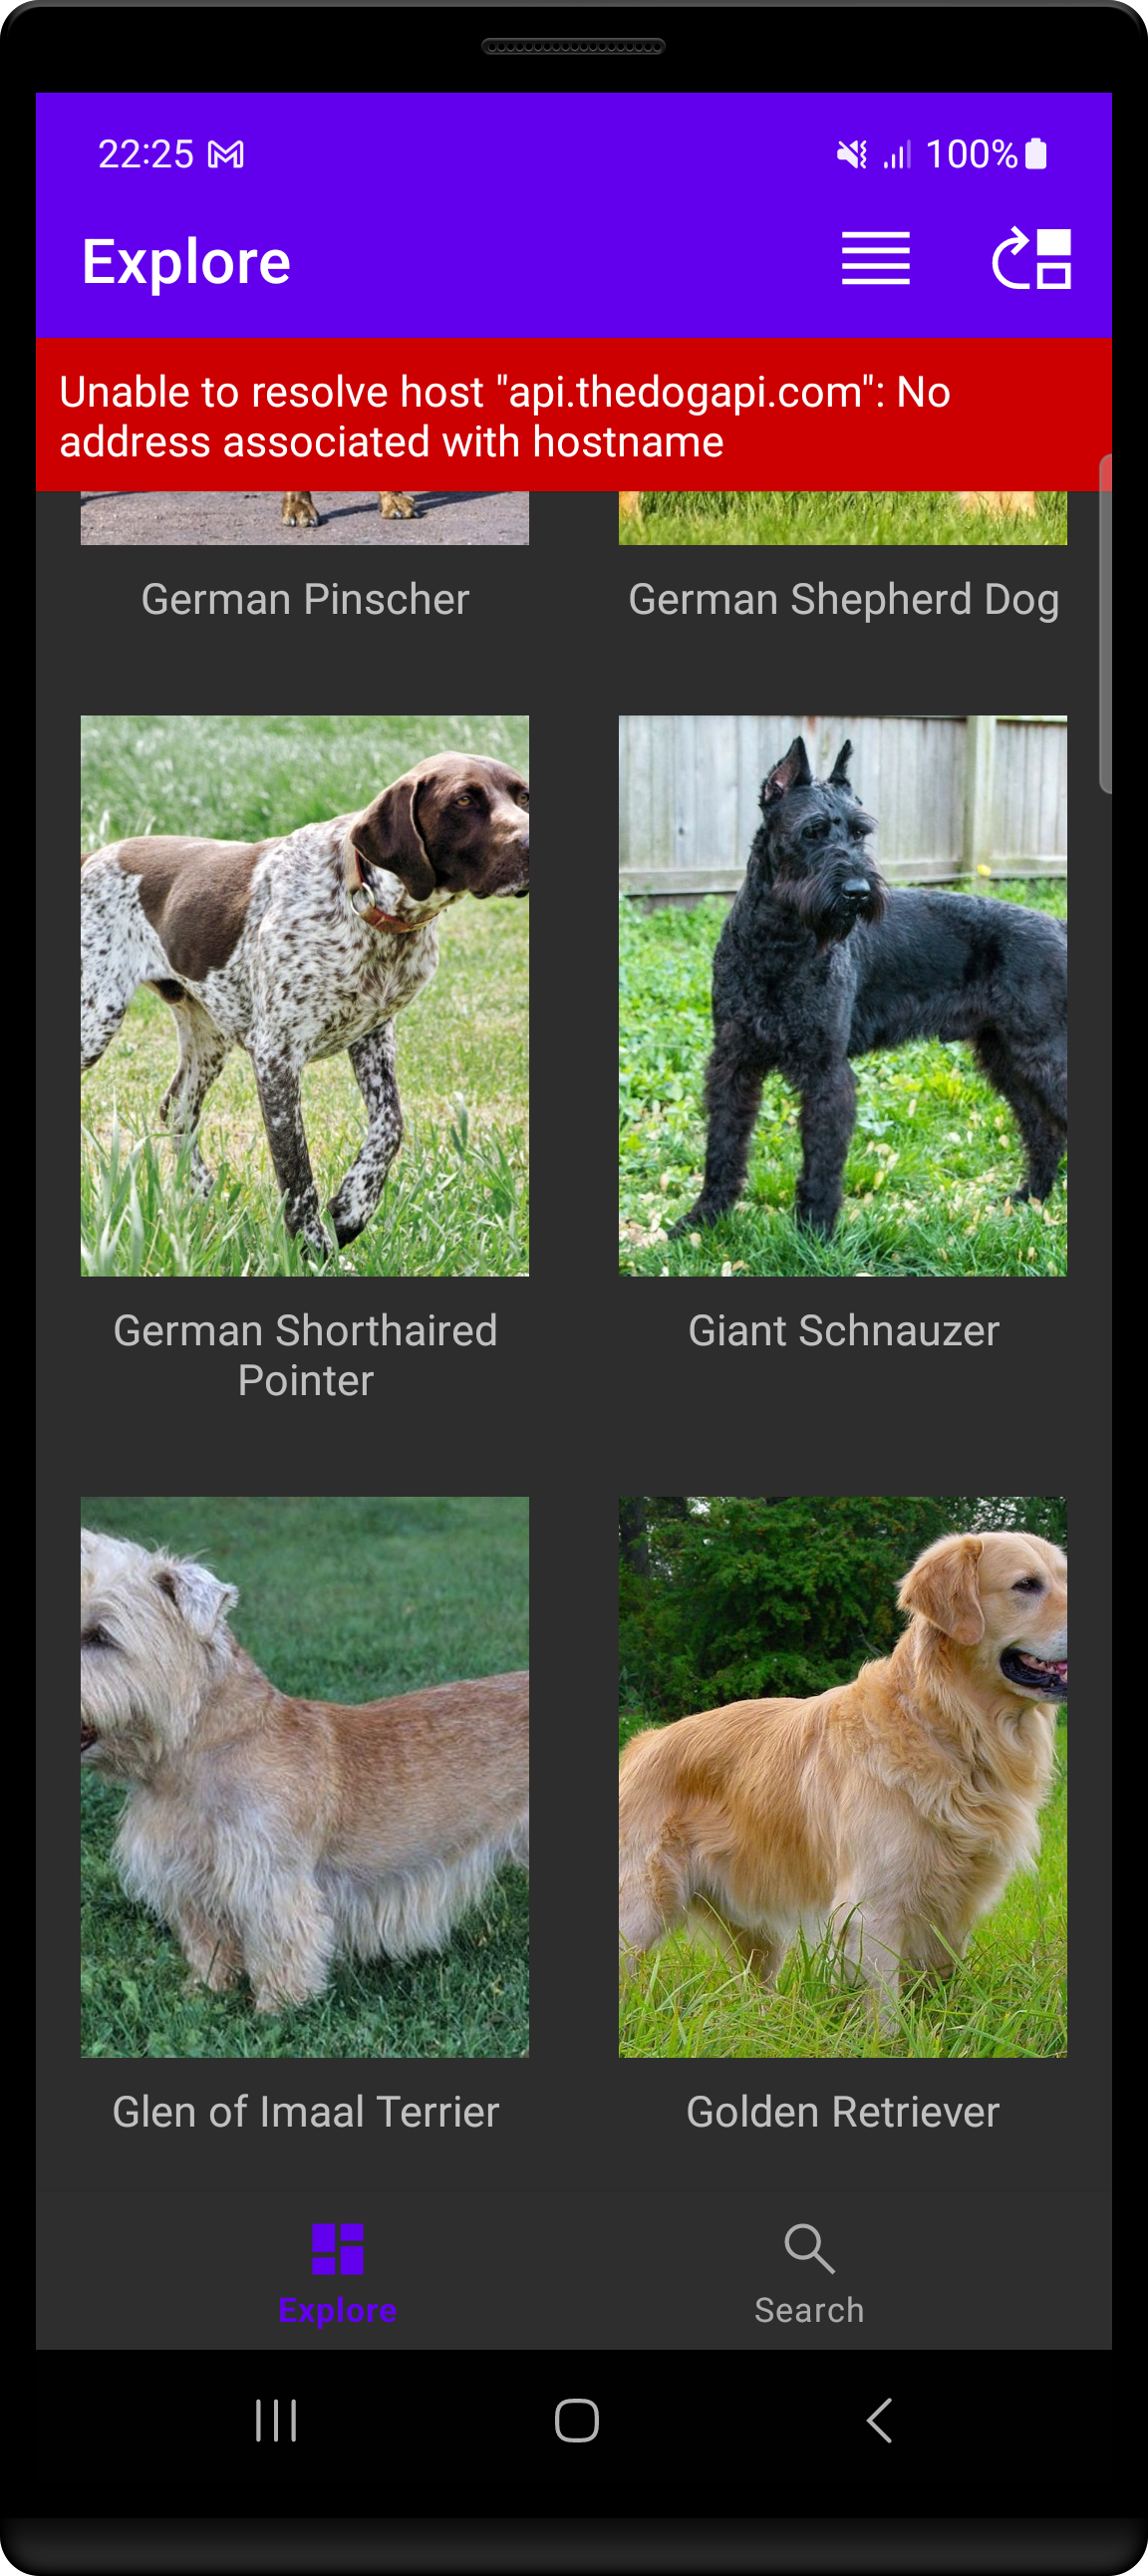 22:25
100%
Explore
Unable to resolve host "api.thedogapi.com": No
address associated with hostname
German Pinscher
German Shepherd Dog
German Shorthaired
Pointer
Giant Schnauzer
Glen of Imaal Terrier
Golden Retriever
Explore
Search